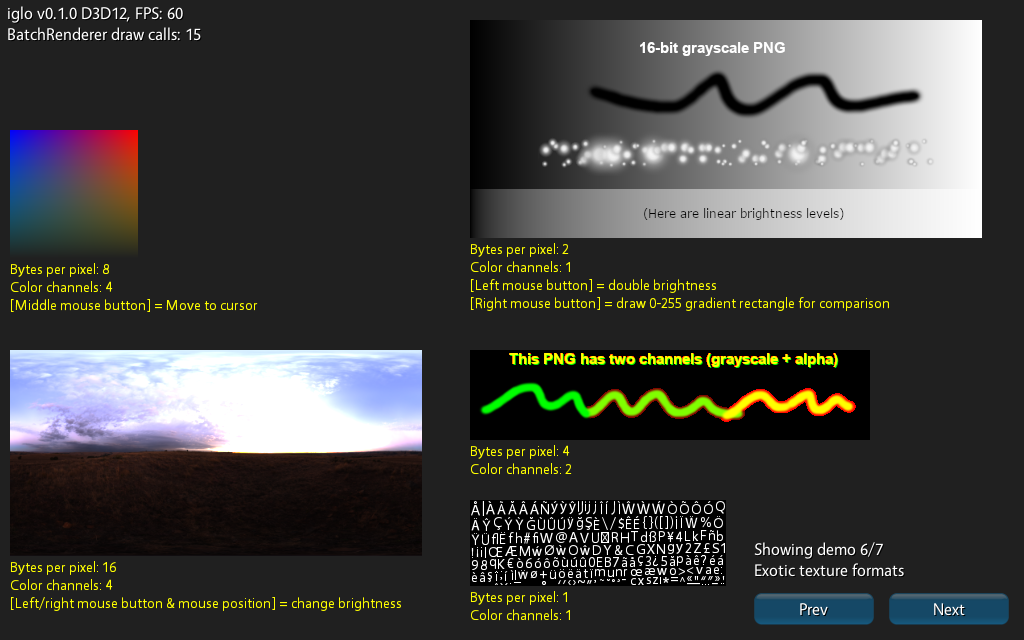 iglo v0.1.0 D3D12, FPS: 60
BatchRenderer draw calls: 15
16-bit grayscale PNG
(Here are linear brightness levels)
Bytes per pixel: 2
Color channels: 1
[Left mouse button] = double brightness
[Right mouse button] = draw 0-255 gradient rectangle for comparison
Bytes per pixel: 8
Color channels: 4
[Middle mouse button] = Move to cursor
This PNG has two channels (grayscale + alpha)
Bytes per pixel: 4
Color channels: 2
Bytes per pixel: 16
Color channels: 4
[Left/right mouse button & mouse position] = change brightness
Bytes per pixel: 1
Color channels: 1
Showing demo 6/7
Exotic texture formats
Prev
Next